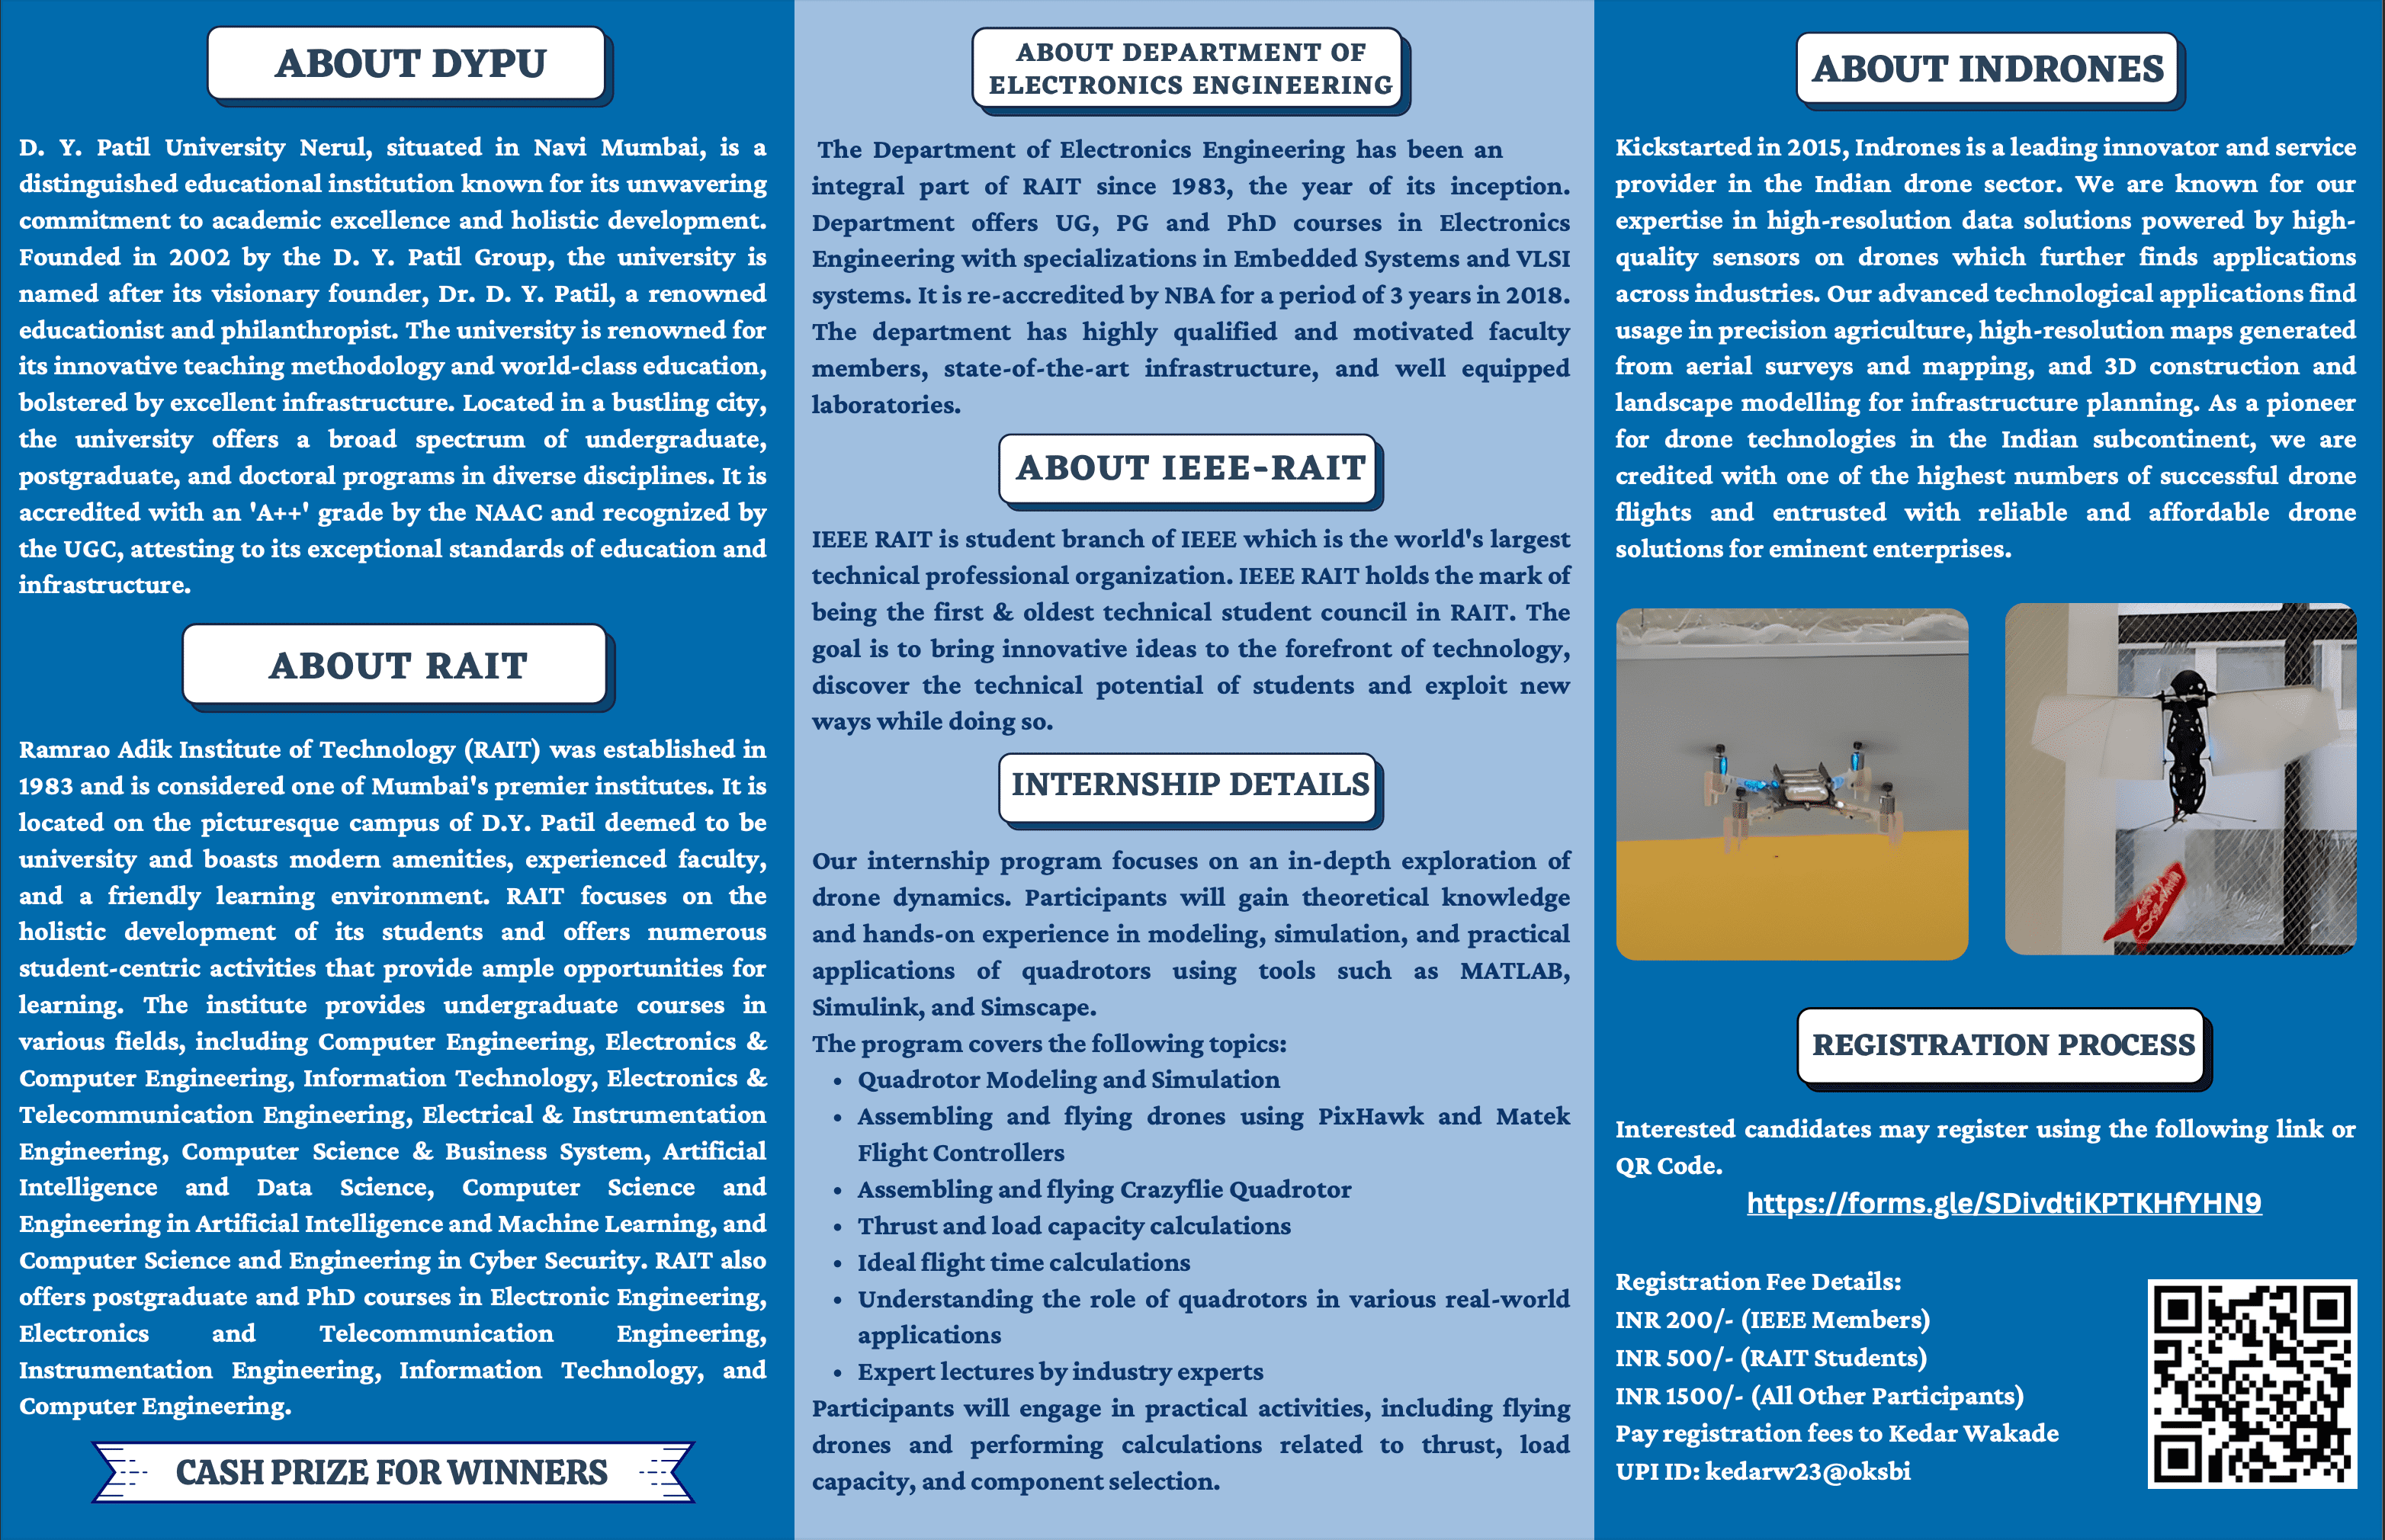 ABOUT DYPU
D. Y. Patil University Nerul, situated in Navi Mumbai, is a
distinguished educational institution known for its unwavering
commitment to academic excellence and holistic development.
Founded in 2002 by the D. Y. Patil Group, the university is
named after its visionary founder, Dr. D. Y. Patil, a renowned
educationist and philanthropist. The university is renowned for
its innovative teaching methodology and world-class education,
bolstered by excellent infrastructure. Located in a bustling city,
the university offers a broad spectrum of undergraduate,
postgraduate, and doctoral programs in diverse disciplines. It is
accredited with an 'A++' grade by the NAAC and recognized by
the UGC, attesting to its exceptional standards of education and
infrastructure.
ABOUT RAIT
Ramrao Adik Institute of Technology (RAIT) was established in
1983 and is considered one of Mumbai's premier institutes. It is
located on the picturesque campus of D.Y. Patil deemed to be
university and boasts modern amenities, experienced faculty,
and a friendly learning environment. RAIT focuses on the
holistic development of its students and offers numerous
student-centric activities that provide ample opportunities for
learning. The institute provides undergraduate courses in
various fields, including Computer Engineering, Electronics &
Computer Engineering, Information Technology, Electronics &
Telecommunication Engineering, Electrical & Instrumentation
Engineering, Computer Science & Business System, Artificial
Intelligence and Data Science, Computer Science and
Engineering in Artificial Intelligence and Machine Learning, and
Computer Science and Engineering in Cyber Security. RAIT also
offers postgraduate and PhD courses in Electronic Engineering,
Electronics and Telecommunication Engineering,
Instrumentation Engineering, Information Technology, and
Computer Engineering.
CASH PRIZE FOR WINNERS
ABOUT DEPARTMENT OF
ELECTRONICS ENGINEERING
The Department of Electronics Engineering has been an
integral part of RAIT since 1983, the year of its inception.
Department offers UG, PG and PhD courses in Electronics
Engineering with specializations in Embedded Systems and VLSI
systems. It is re-accredited by NBA for a period of 3 years in 2018.
The department has highly qualified and motivated faculty
members, state-of-the-art infrastructure, and well equipped
laboratories.
ABOUT IEEE-RAIT
IEEE RAIT is student branch of IEEE which is the world's largest
technical professional organization. IEEE RAIT holds the mark of
being the first & oldest technical student council in RAIT. The
goal is to bring innovative ideas to the forefront of technology,
discover the technical potential of students and exploit new
ways while doing so.
INTERNSHIP DETAILS
Our internship program focuses on an in-depth exploration of
drone dynamics. Participants will gain theoretical knowledge
and hands-on experience in modeling, simulation, and practical
applications of quadrotors using tools such as MATLAB,
Simulink, and Simscape.
The program covers the following topics:
• Quadrotor Modeling and Simulation
• Assembling and flying drones using PixHawk and Matek
Flight Controllers
• Assembling and flying Crazyflie Quadrotor
• Thrust and load capacity calculations
• Ideal flight time calculations
• Understanding the role of quadrotors in various real-world
applications
• Expert lectures by industry experts
Participants will engage in practical activities, including flying
drones and performing calculations related to thrust, load
capacity, and component selection.
ABOUT INDRONES
Kickstarted in 2015, Indrones is a leading innovator and service
provider in the Indian drone sector. We are known for our
expertise in high-resolution data solutions powered by high-
quality sensors on drones which further finds applications
across industries. Our advanced technological applications find
usage in precision agriculture, high-resolution maps generated
from aerial surveys and mapping, and 3D construction and
landscape modelling for infrastructure planning. As a pioneer
for drone technologies in the Indian subcontinent, we are
credited with one of the highest numbers of successful drone
flights and entrusted with reliable and affordable drone
solutions for eminent enterprises.
REGISTRATION PROCESS
Interested candidates may register using the following link or
QR Code.
https://forms.gle/SDivdtiKPTKHfYHN9
Registration Fee Details:
INR 200/- (IEEE Members)
INR 500/- (RAIT Students)
INR 1500/- (All Other Participants)
Pay registration fees to Kedar Wakade
UPI ID: kedarw23@oksbi